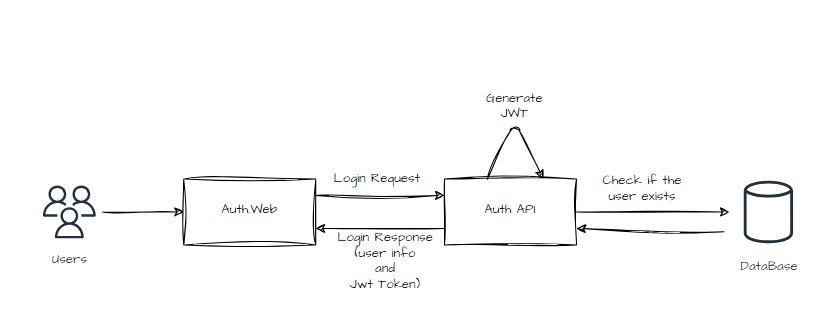 Generate
JWT
Login Request
Check if the
user exists
Auth.Web
Auth API
Login Response
(user info
and
Jwt Token)
Users
DataBase